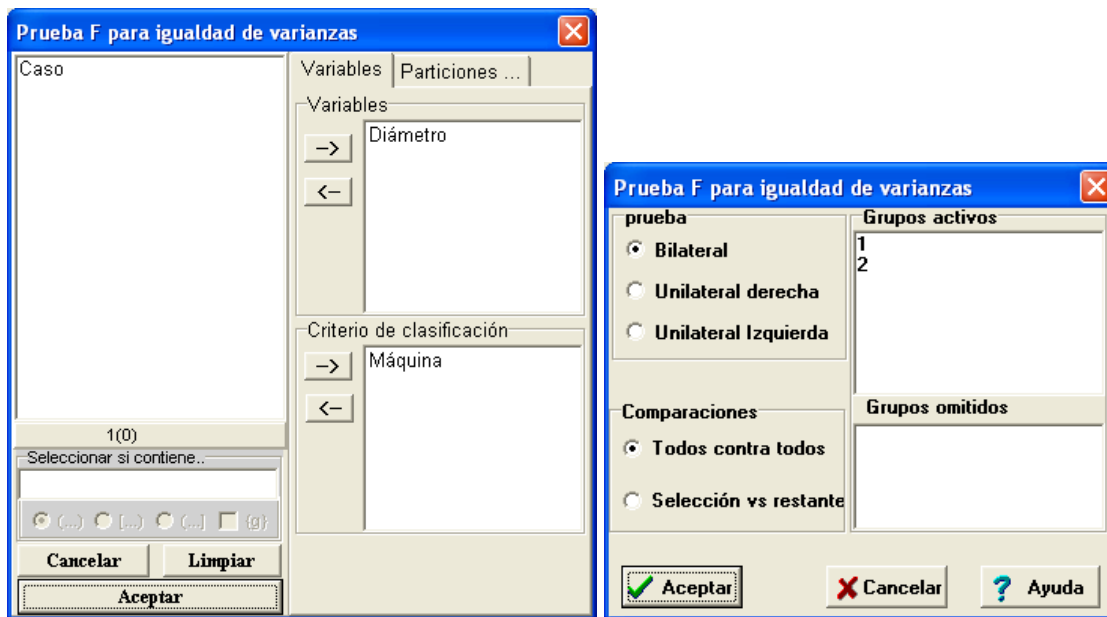 Prueba F para igualdad de varianzas
Caso
1(0)
Seleccionar si contiene..
(...) [...) (...] {g}
Cancelar Limpiar
Aceptar
Variables Particiones ...
Variables
-->
<--
Diámetro
Criterio de clasificación
-->
<--
Máquina
Prueba F para igualdad de varianzas
prueba
Bilateral
Unilateral derecha
Unilateral Izquierda
Comparaciones
Todos contra todos
Selección vs restante
Grupos activos
1
2
Grupos omitidos
Aceptar Cancelar ? Ayuda